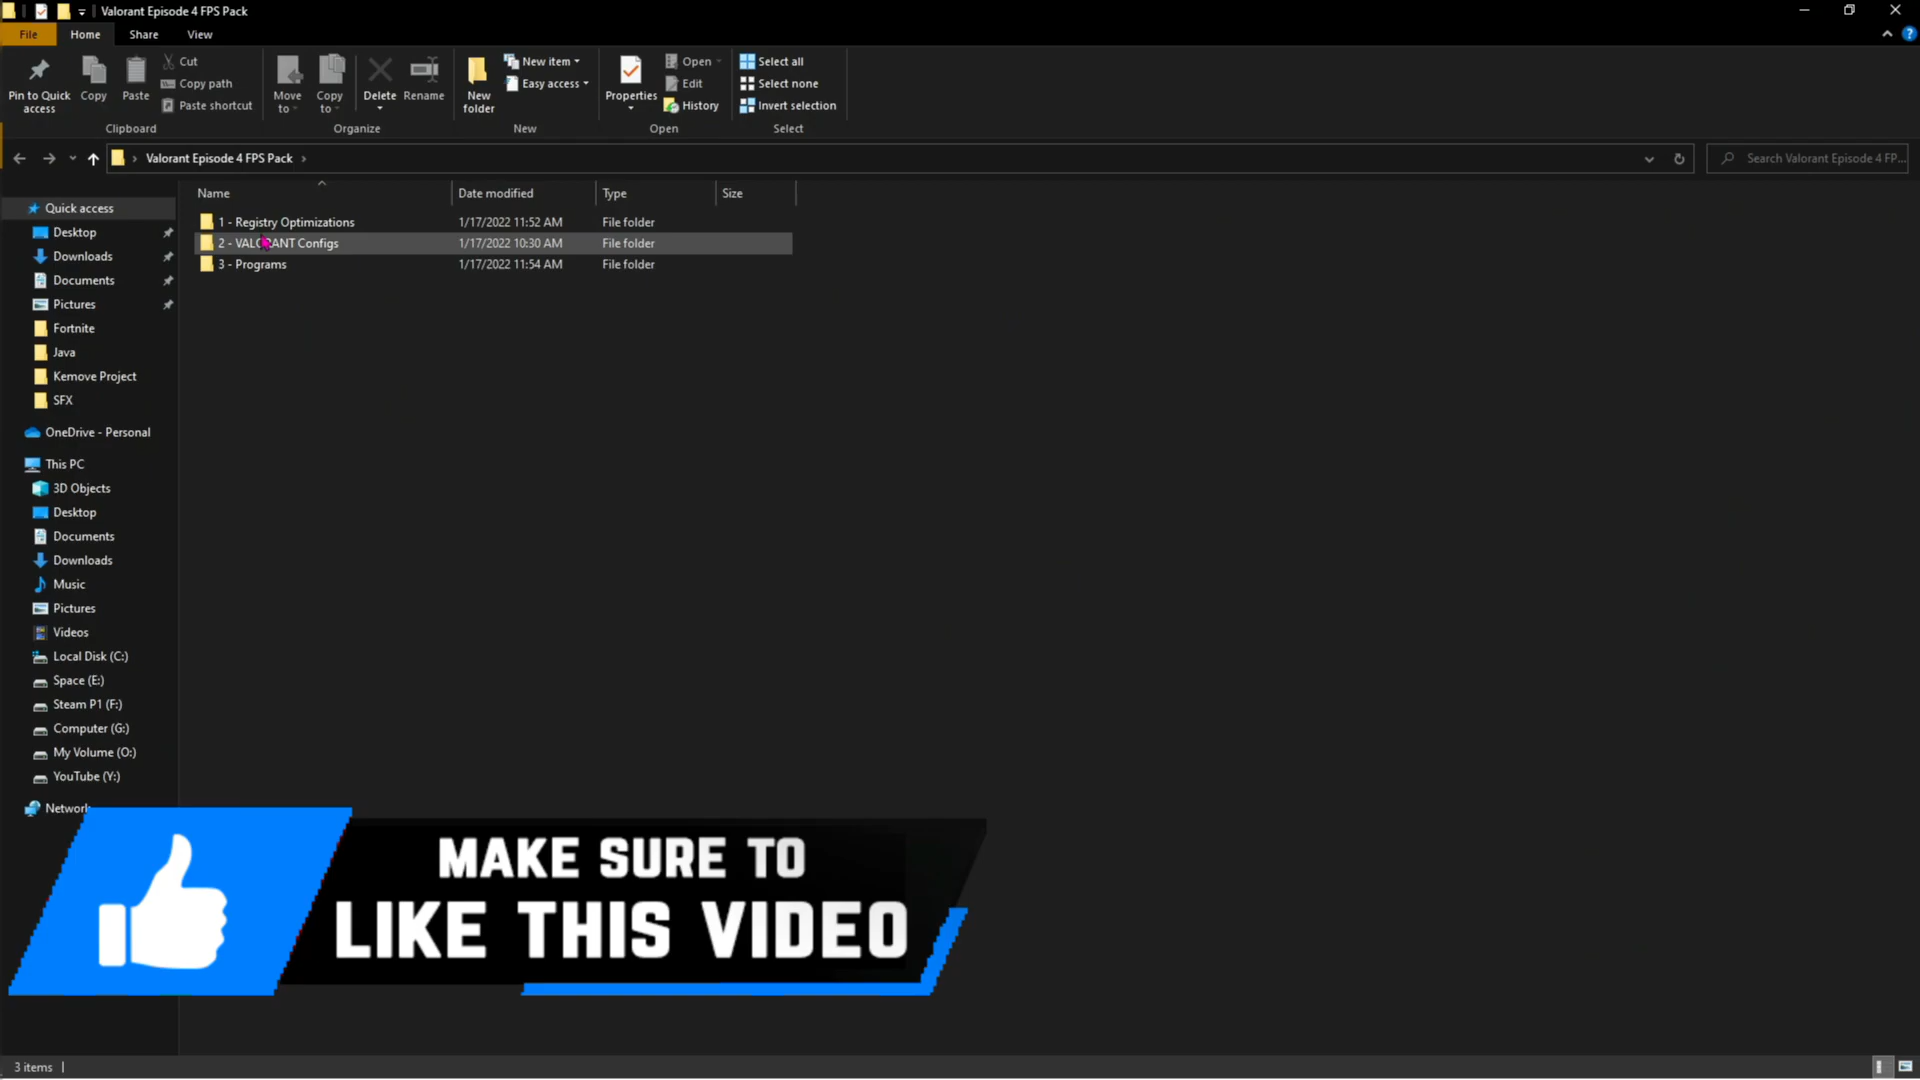 Valorant Episode 4 FPS Pack
File Home Share View
Pin to Quick access
Copy
Paste
Cut
Copy path
Paste shortcut
Clipboard
Move to
Copy to
Delete
Rename
Organize
New folder
New item
Easy access
New
Properties
Open
Edit
History
Open
Select all
Select none
Invert selection
Select
Valorant Episode 4 FPS Pack
Search Valorant Episode 4 FP...
Name Date modified Type Size
1 - Registry Optimizations 1/17/2022 11:52 AM File folder
2 - VALORANT Configs 1/17/2022 10:30 AM File folder
3 - Programs 1/17/2022 11:54 AM File folder
Quick access
Desktop
Downloads
Documents
Pictures
Fortnite
Java
Kemove Project
SFX
OneDrive - Personal
This PC
3D Objects
Desktop
Documents
Downloads
Music
Pictures
Videos
Local Disk (C:)
Space (E:)
Steam P1 (F:)
Computer (G:)
My Volume (O:)
YouTube (Y:)
Network
MAKE SURE TO
LIKE THIS VIDEO
3 items